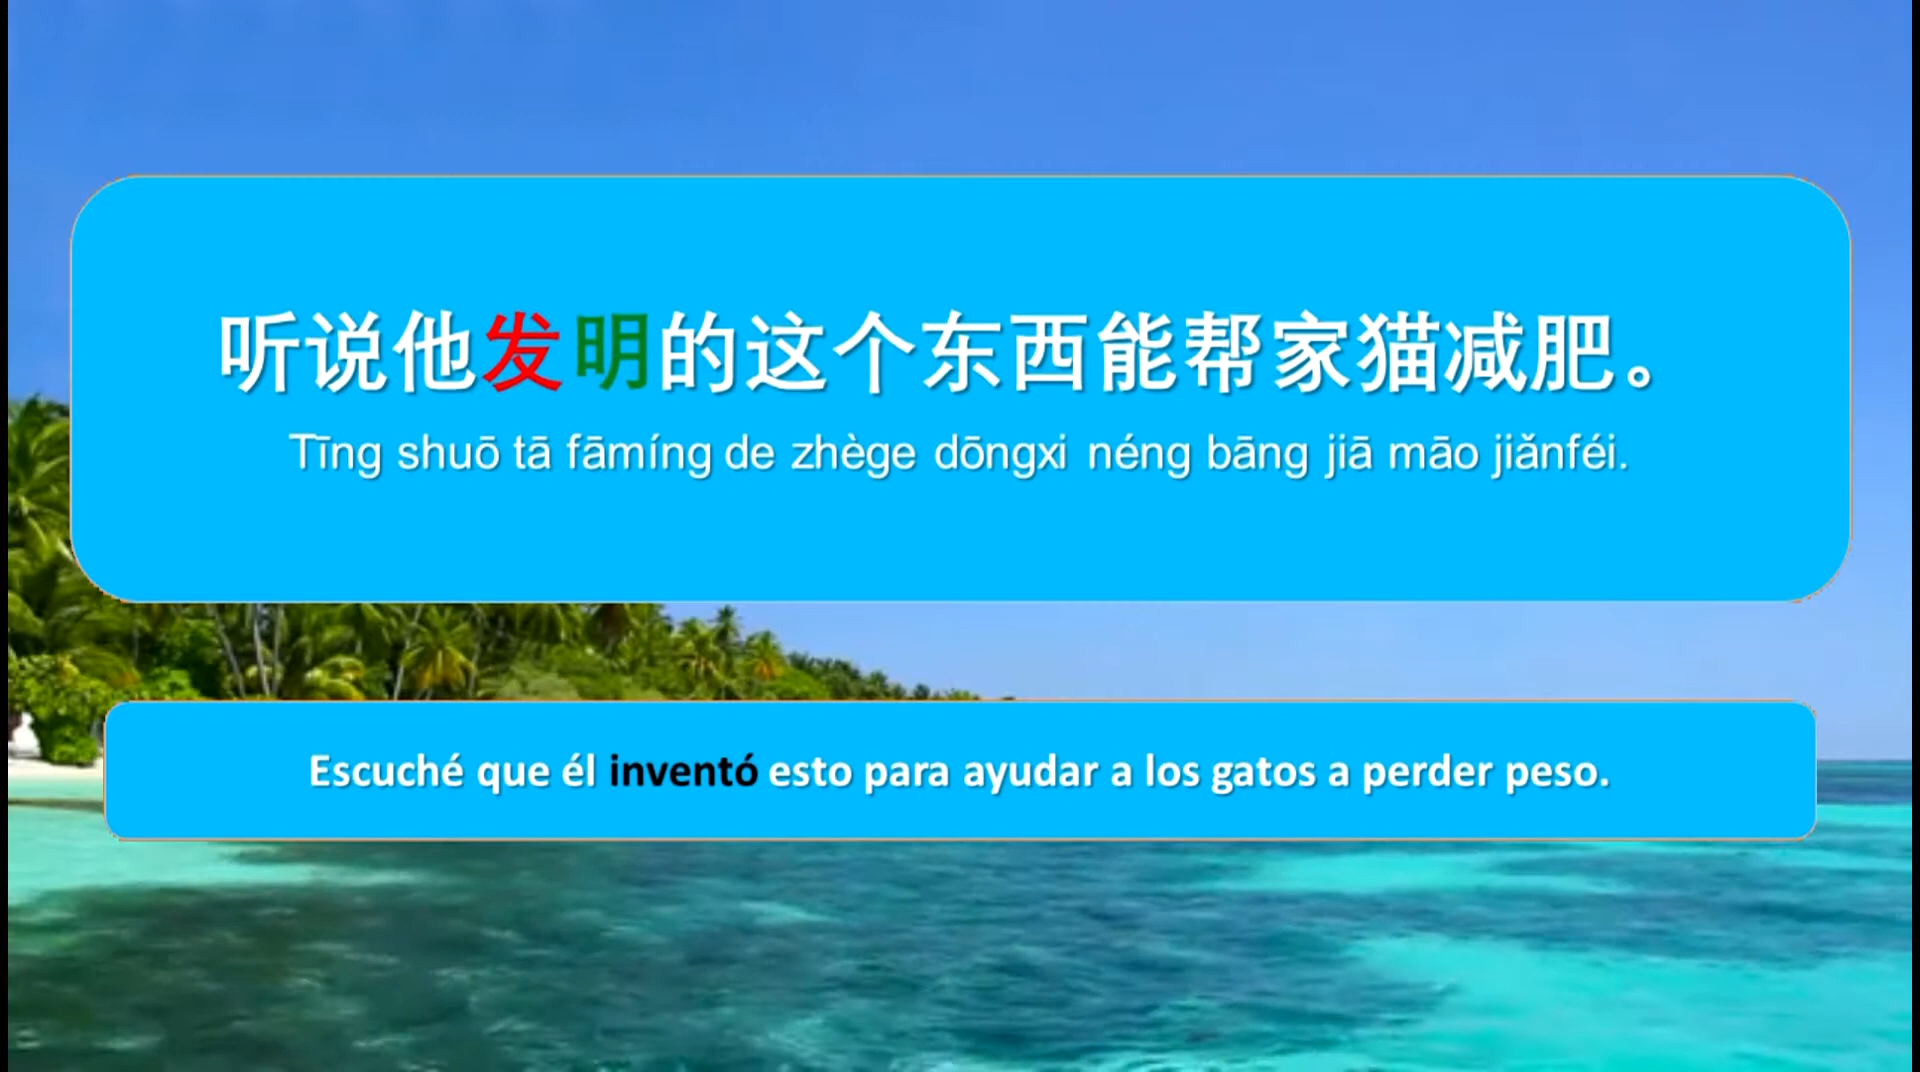 听说他发明的这个东西能帮家猫减肥。
Tīng shuō tā fāmíng de zhège dōngxi néng bāng jiā māo jiǎnféi.
Escuché que él inventó esto para ayudar a los gatos a perder peso.